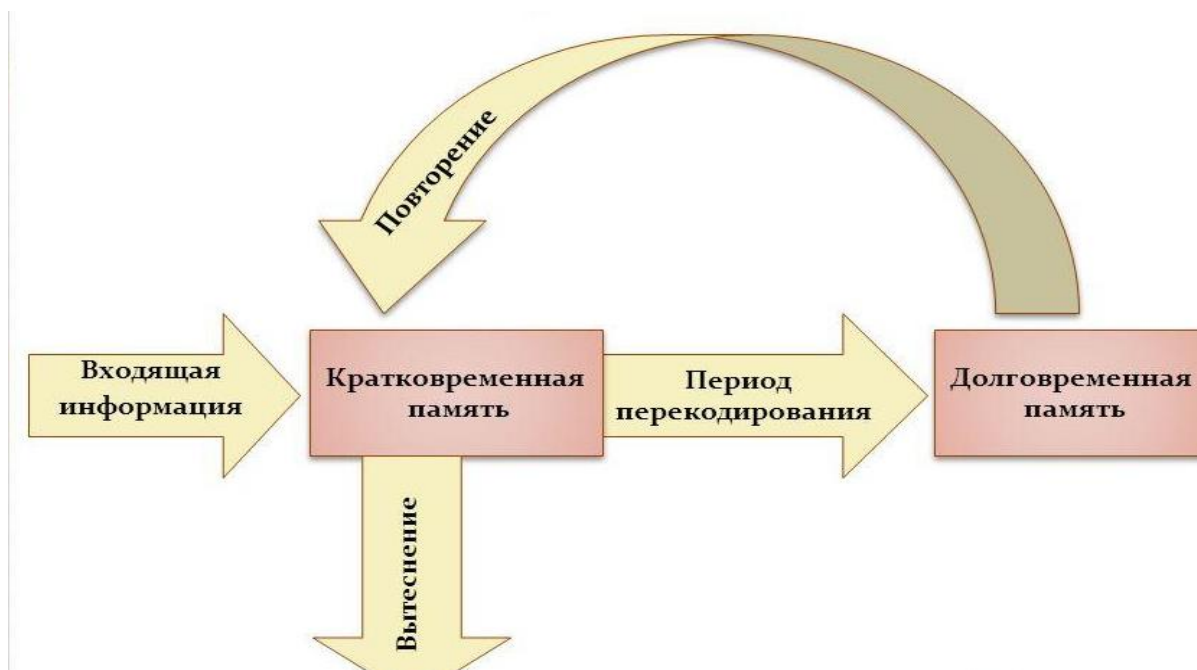 Повторение
Входящая
информация
Кратковременная
память
Период
перекодирования
Долговременная
память
Вытеснение